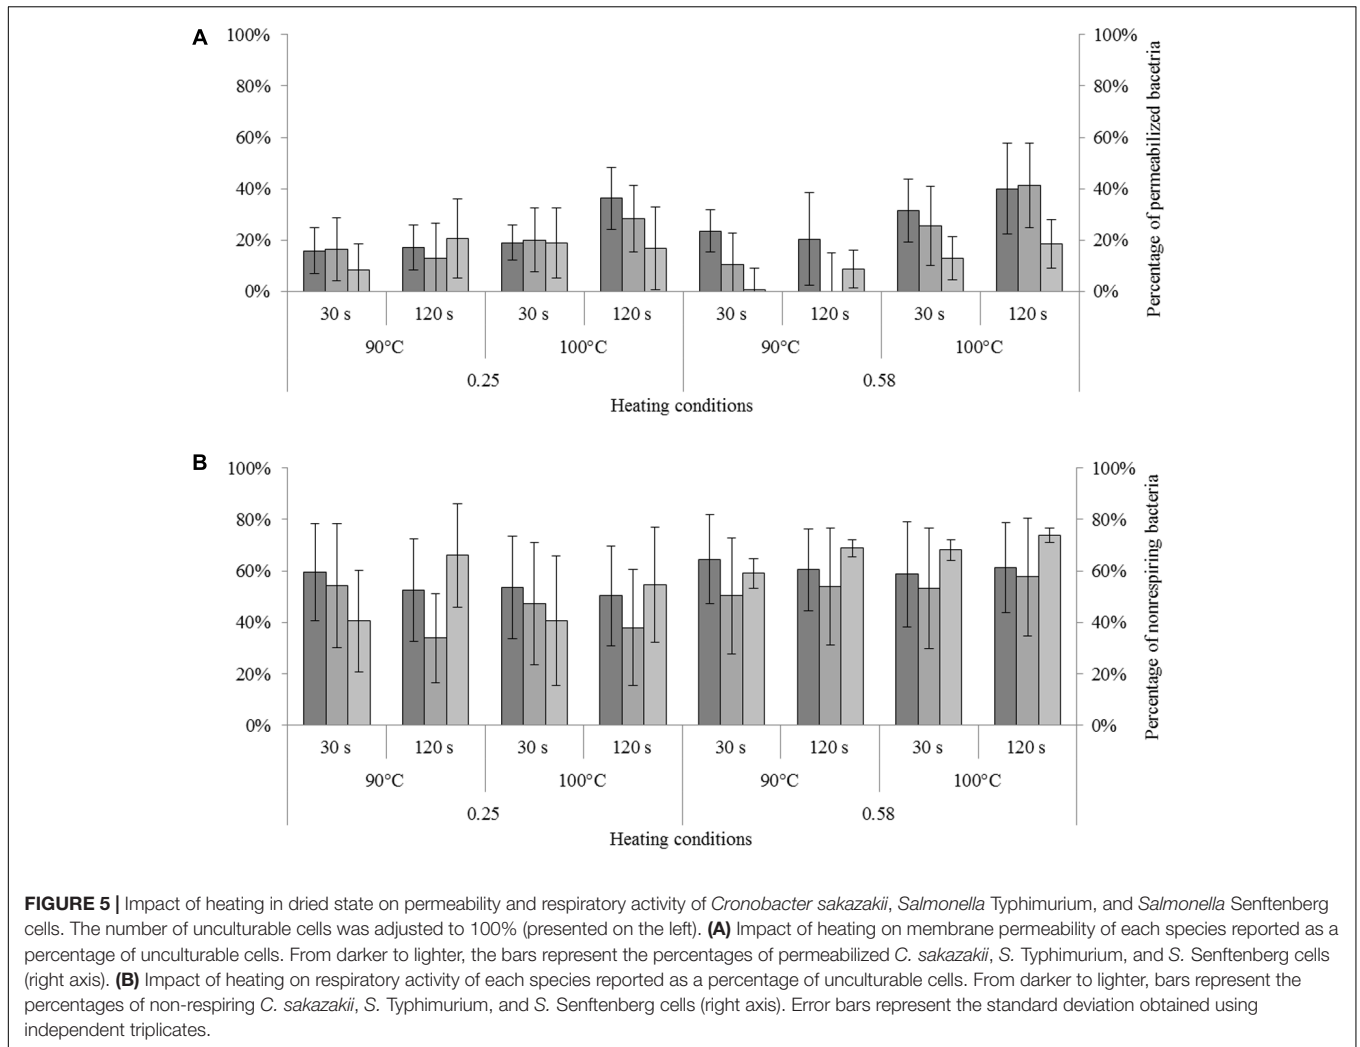 A
100% 100%
80% 80%
60% 60%
40% 40%
20% 20%
0% 0%
Percentage of permeabilized bacetria
30 s 120 s 30 s 120 s 30 s 120 s 30 s 120 s
90°C 100°C 90°C 100°C
0.25 0.58
Heating conditions
B
100% 100%
80% 80%
60% 60%
40% 40%
20% 20%
0% 0%
Percentage of nonrespiring bacteria
30 s 120 s 30 s 120 s 30 s 120 s 30 s 120 s
90°C 100°C 90°C 100°C
0.25 0.58
Heating conditions
FIGURE 5 | Impact of heating in dried state on permeability and respiratory activity of Cronobacter sakazakii, Salmonella Typhimurium, and Salmonella Senftenberg
cells. The number of unculturable cells was adjusted to 100% (presented on the left). (A) Impact of heating on membrane permeability of each species reported as a
percentage of unculturable cells. From darker to lighter, the bars represent the percentages of permeabilized C. sakazakii, S. Typhimurium, and S. Senftenberg cells
(right axis). (B) Impact of heating on respiratory activity of each species reported as a percentage of unculturable cells. From darker to lighter, bars represent the
percentages of non-respiring C. sakazakii, S. Typhimurium, and S. Senftenberg cells (right axis). Error bars represent the standard deviation obtained using
independent triplicates.